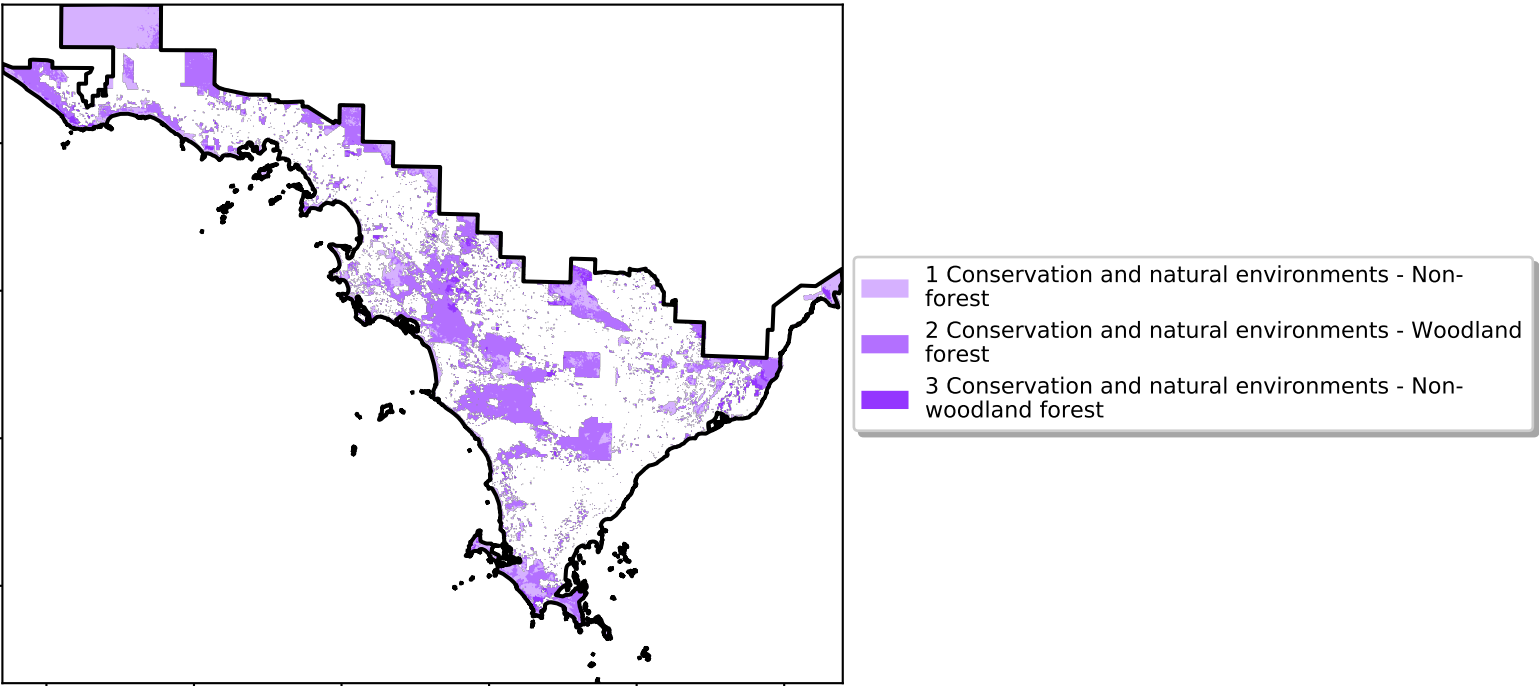 1 Conservation and natural environments - Non-
forest
2 Conservation and natural environments - Woodland
forest
3 Conservation and natural environments - Non-
woodland forest